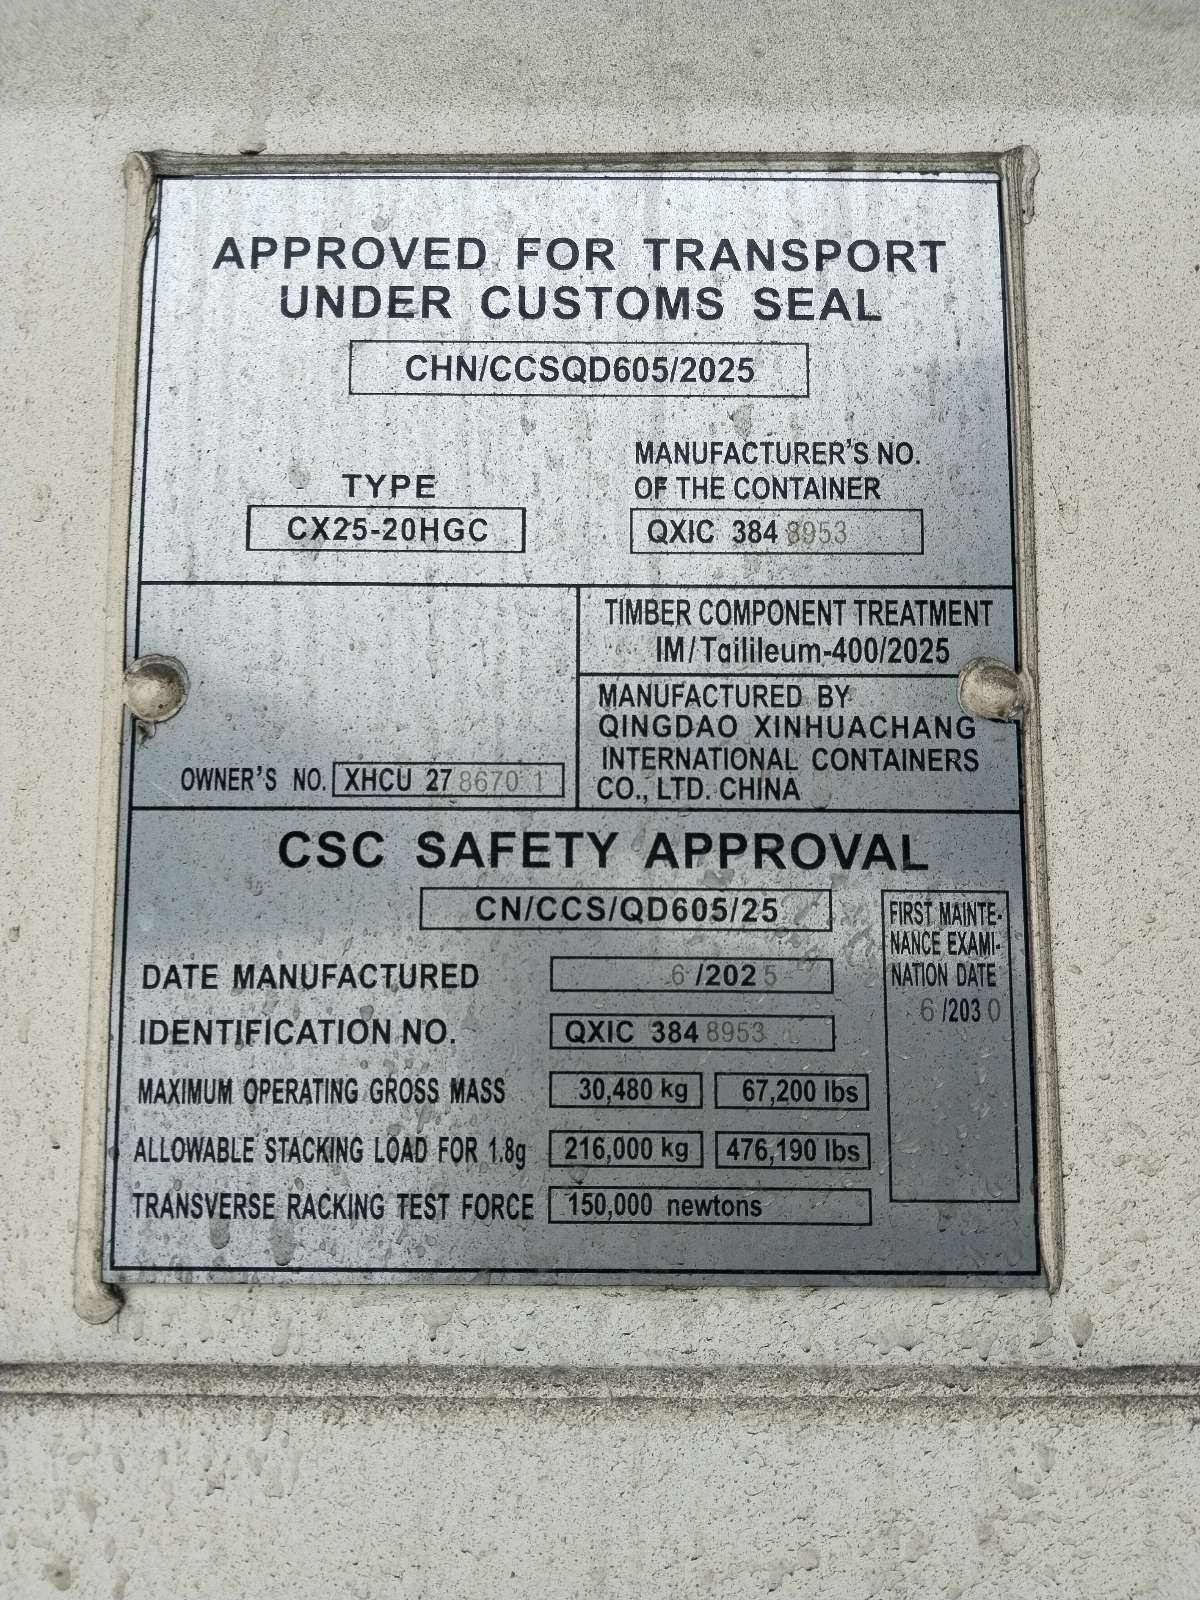 APPROVED FOR TRANSPORT
UNDER CUSTOMS SEAL
CHN/CCSQD605/2025
TYPE
CX25-20HGC
MANUFACTURER'S NO.
OF THE CONTAINER
QXIC 384 8953
TIMBER COMPONENT TREATMENT
IM/Tailileum-400/2025
MANUFACTURED BY
QINGDAO XINHUACHANG
INTERNATIONAL CONTAINERS
CO., LTD. CHINA
OWNER'S NO. XHCU 27 8670 1
CSC SAFETY APPROVAL
CN/CCS/QD605/25
DATE MANUFACTURED 6 /202 5
IDENTIFICATION NO. QXIC 384 8953
MAXIMUM OPERATING GROSS MASS 30,480 kg 67,200 lbs
ALLOWABLE STACKING LOAD FOR 1.8g 216,000 kg 476,190 lbs
TRANSVERSE RACKING TEST FORCE 150,000 newtons
FIRST MAINTE-
NANCE EXAMI-
NATION DATE
6 /203 0